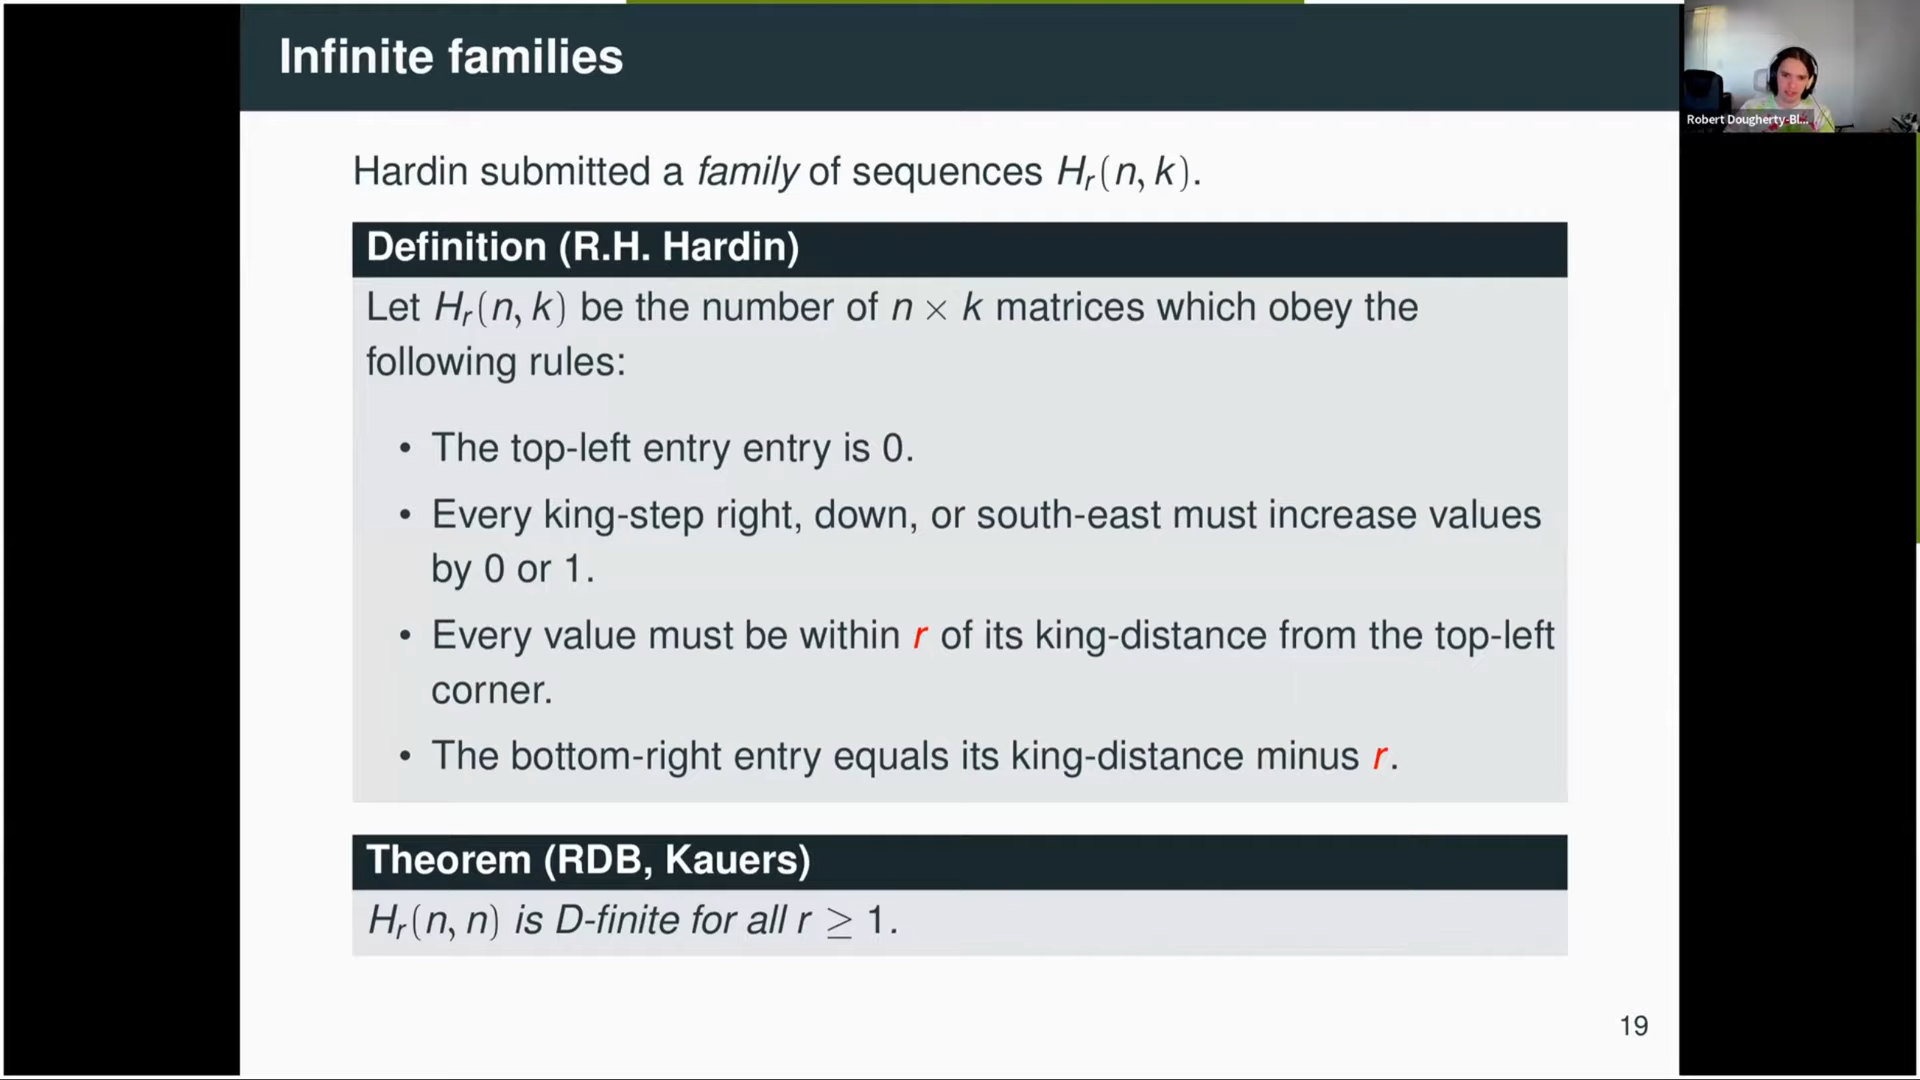 Infinite families
Robert Dougherty-Bl...
Hardin submitted a family of sequences Hᵣ(n, k).
Definition (R.H. Hardin)
Let Hᵣ(n, k) be the number of n × k matrices which obey the
following rules:
• The top-left entry entry is 0.
• Every king-step right, down, or south-east must increase values
by 0 or 1.
• Every value must be within r of its king-distance from the top-left
corner.
• The bottom-right entry equals its king-distance minus r.
Theorem (RDB, Kauers)
Hᵣ(n, n) is D-finite for all r ≥ 1.
19